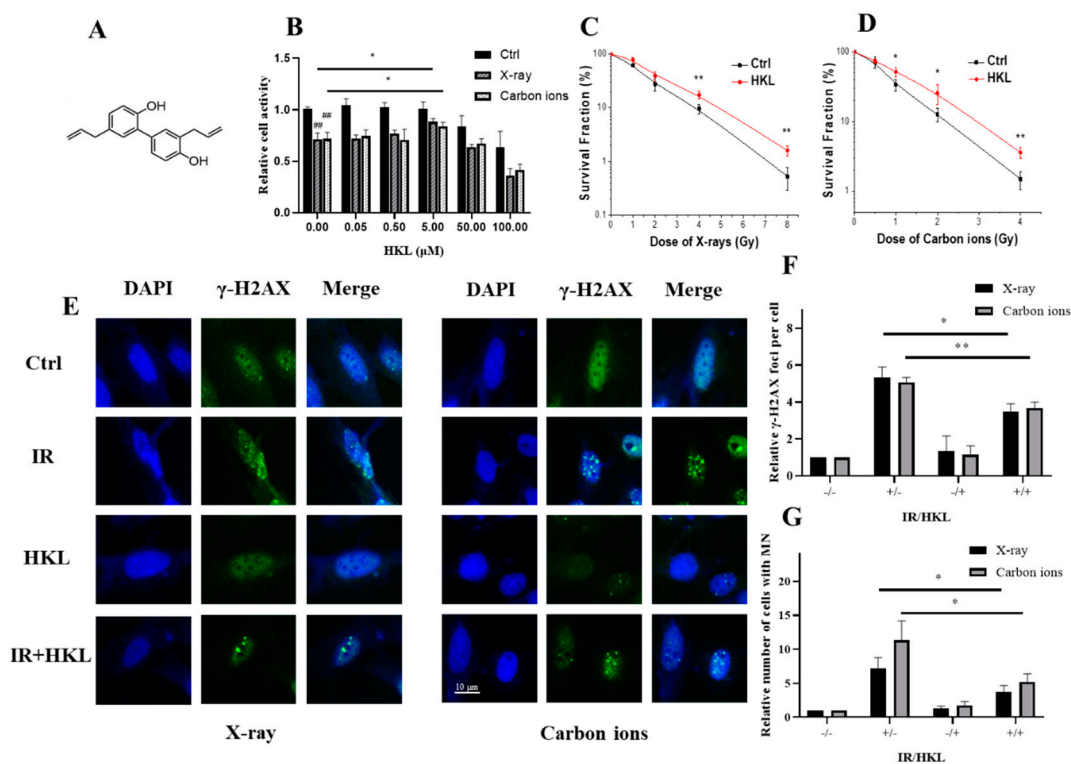 A
OH
OH
B
*
*
##
##
Ctrl
X-ray
Carbon ions
Relative cell activity
1.5
1.0
0.5
0.0
0.00 0.05 0.50 5.00 50.00 100.00
HKL (μM)
C
Ctrl
HKL
**
**
Survival Fraction (%)
100
10
1
0.1
0 1 2 3 4 5 6 7 8
Dose of X-rays (Gy)
D
Ctrl
HKL
*
*
**
Survival Fraction (%)
100
10
1
0 1 2 3 4
Dose of Carbon ions (Gy)
E
DAPI γ-H2AX Merge DAPI γ-H2AX Merge
Ctrl
IR
HKL
IR+HKL
10 μm
X-ray Carbon ions
F
X-ray
Carbon ions
*
**
Relative γ-H2AX foci per cell
8
6
4
2
0
-/- +/- -/+ +/+
IR/HKL
G
X-ray
Carbon ions
*
*
Relative number of cells with MN
20
15
10
5
0
-/- +/- -/+ +/+
IR/HKL